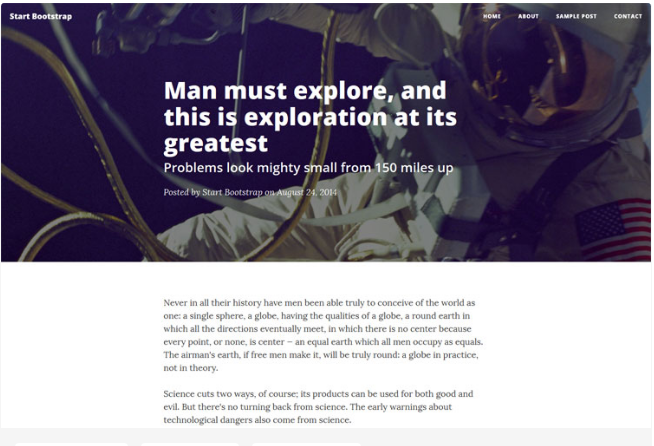 Start Bootstrap
HOME ABOUT SAMPLE POST CONTACT
Man must explore, and
this is exploration at its
greatest
Problems look mighty small from 150 miles up
Posted by Start Bootstrap on August 24, 2014
Never in all their history have men been able truly to conceive of the world as
one: a single sphere, a globe, having the qualities of a globe, a round earth in
which all the directions eventually meet, in which there is no center because
every point, or none, is center — an equal earth which all men occupy as equals.
The airman's earth, if free men make it, will be truly round: a globe in practice,
not in theory.
Science cuts two ways, of course; its products can be used for both good and
evil. But there's no turning back from science. The early warnings about
technological dangers also come from science.